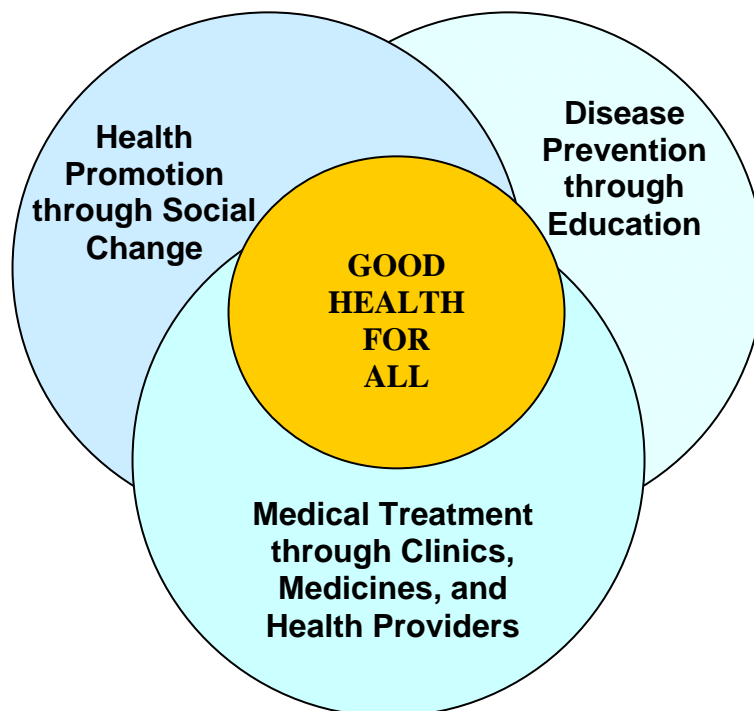 Health
Promotion
through Social
Change
Disease
Prevention
through
Education
GOOD
HEALTH
FOR
ALL
Medical Treatment
through Clinics,
Medicines, and
Health Providers